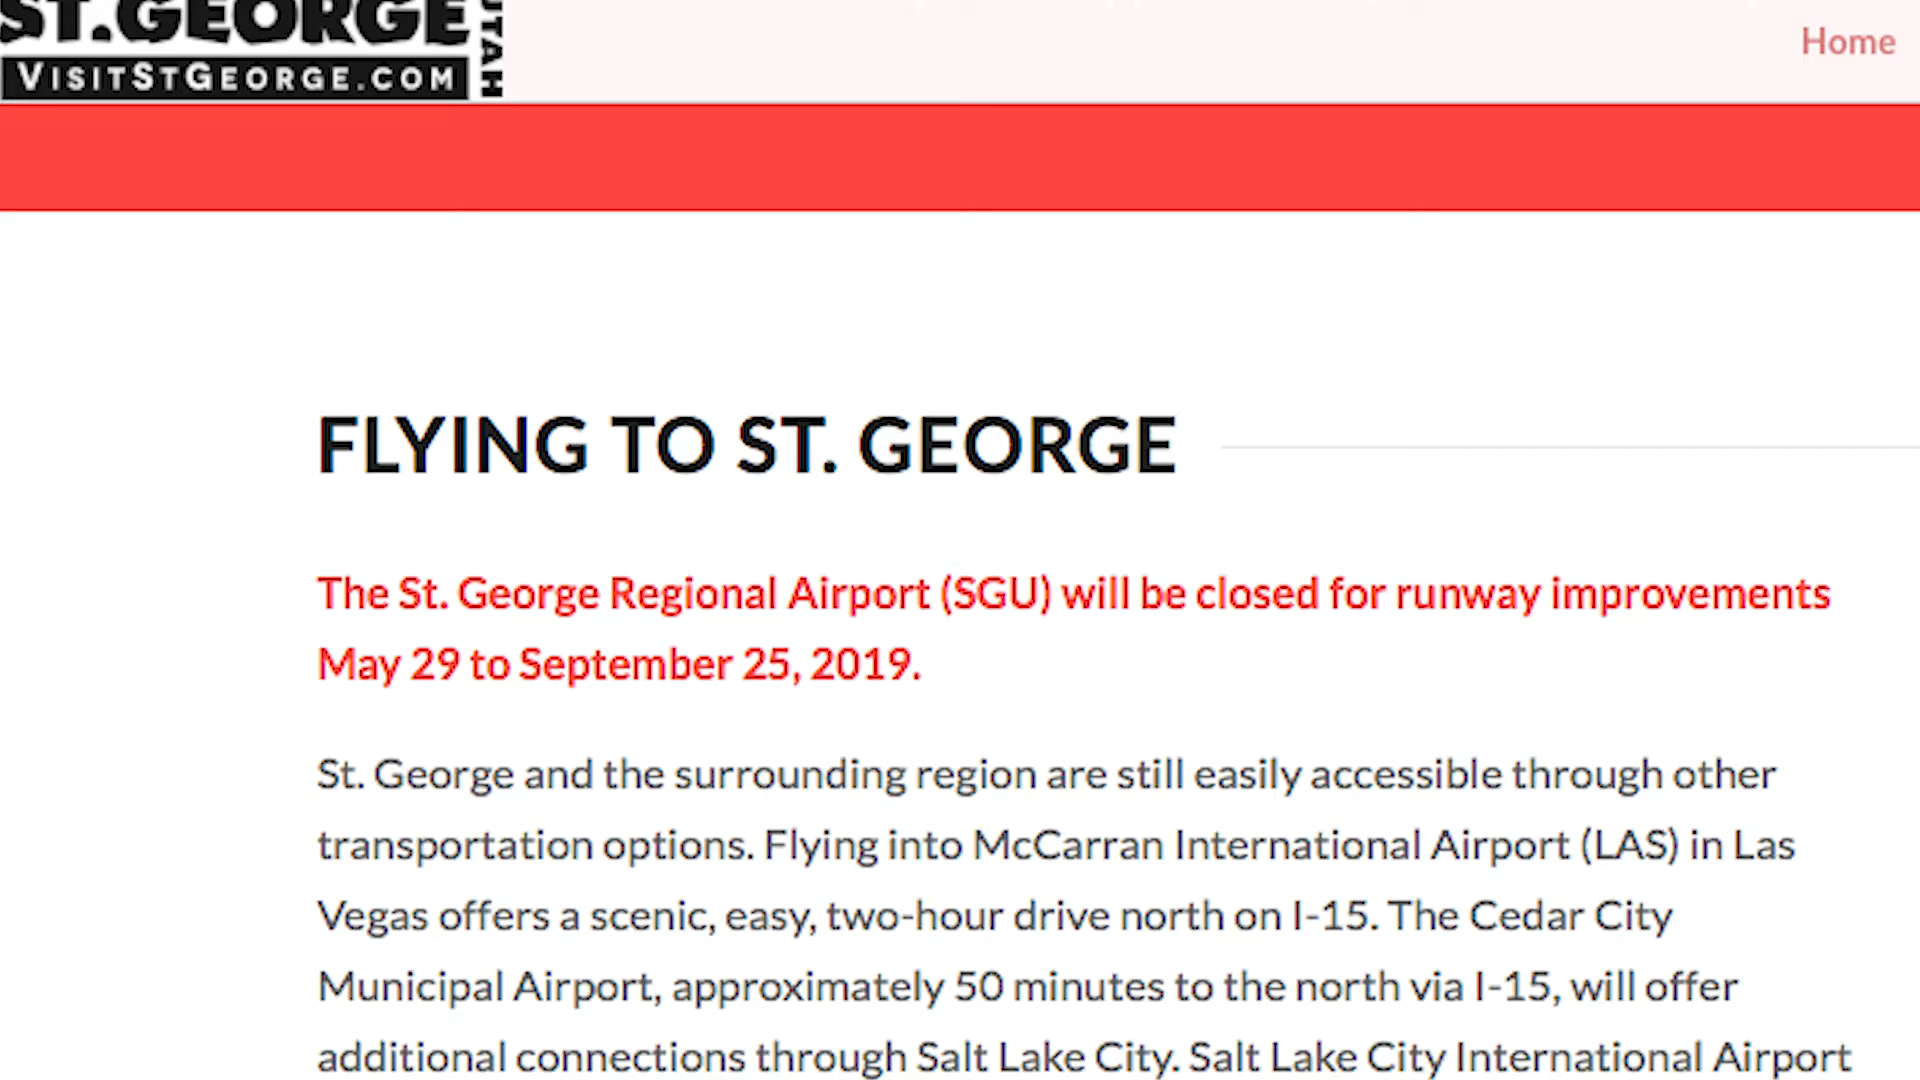 ST. GEORGE
UTAH
VISITSTGEORGE.COM
Home
FLYING TO ST. GEORGE
The St. George Regional Airport (SGU) will be closed for runway improvements
May 29 to September 25, 2019.
St. George and the surrounding region are still easily accessible through other
transportation options. Flying into McCarran International Airport (LAS) in Las
Vegas offers a scenic, easy, two-hour drive north on I-15. The Cedar City
Municipal Airport, approximately 50 minutes to the north via I-15, will offer
additional connections through Salt Lake City. Salt Lake City International Airport